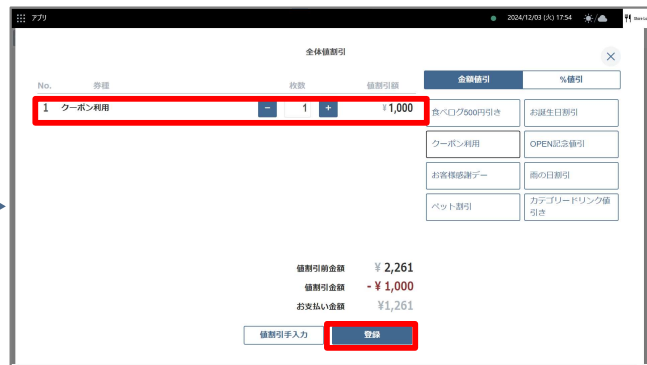 アプリ
2024/12/03 (火) 17:54
全体値割引
No. 券種 枚数 値割引額
1 クーポン利用 - 1 + ¥1,000
金額値引 %値引
食べログ500円引き お誕生日割引
クーポン利用 OPEN記念値引
お客様感謝デー 雨の日割引
ペット割引 カテゴリードリンク値
引き
値割引前金額 ¥ 2,261
値割引金額 - ¥ 1,000
お支払い金額 ¥1,261
値割引手入力 登録